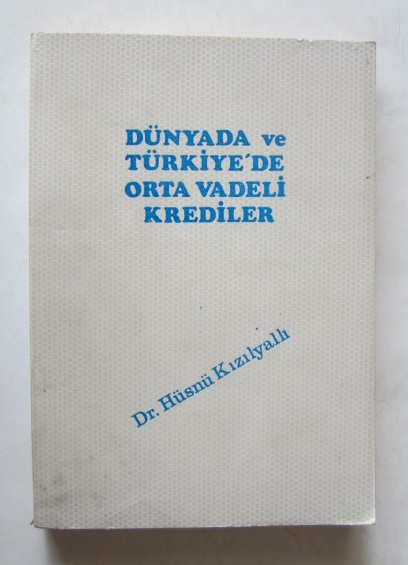 DÜNYADA ve
TÜRKİYE'DE
ORTA VADELİ
KREDİLER
Dr. Hüsnü Kızılyallı